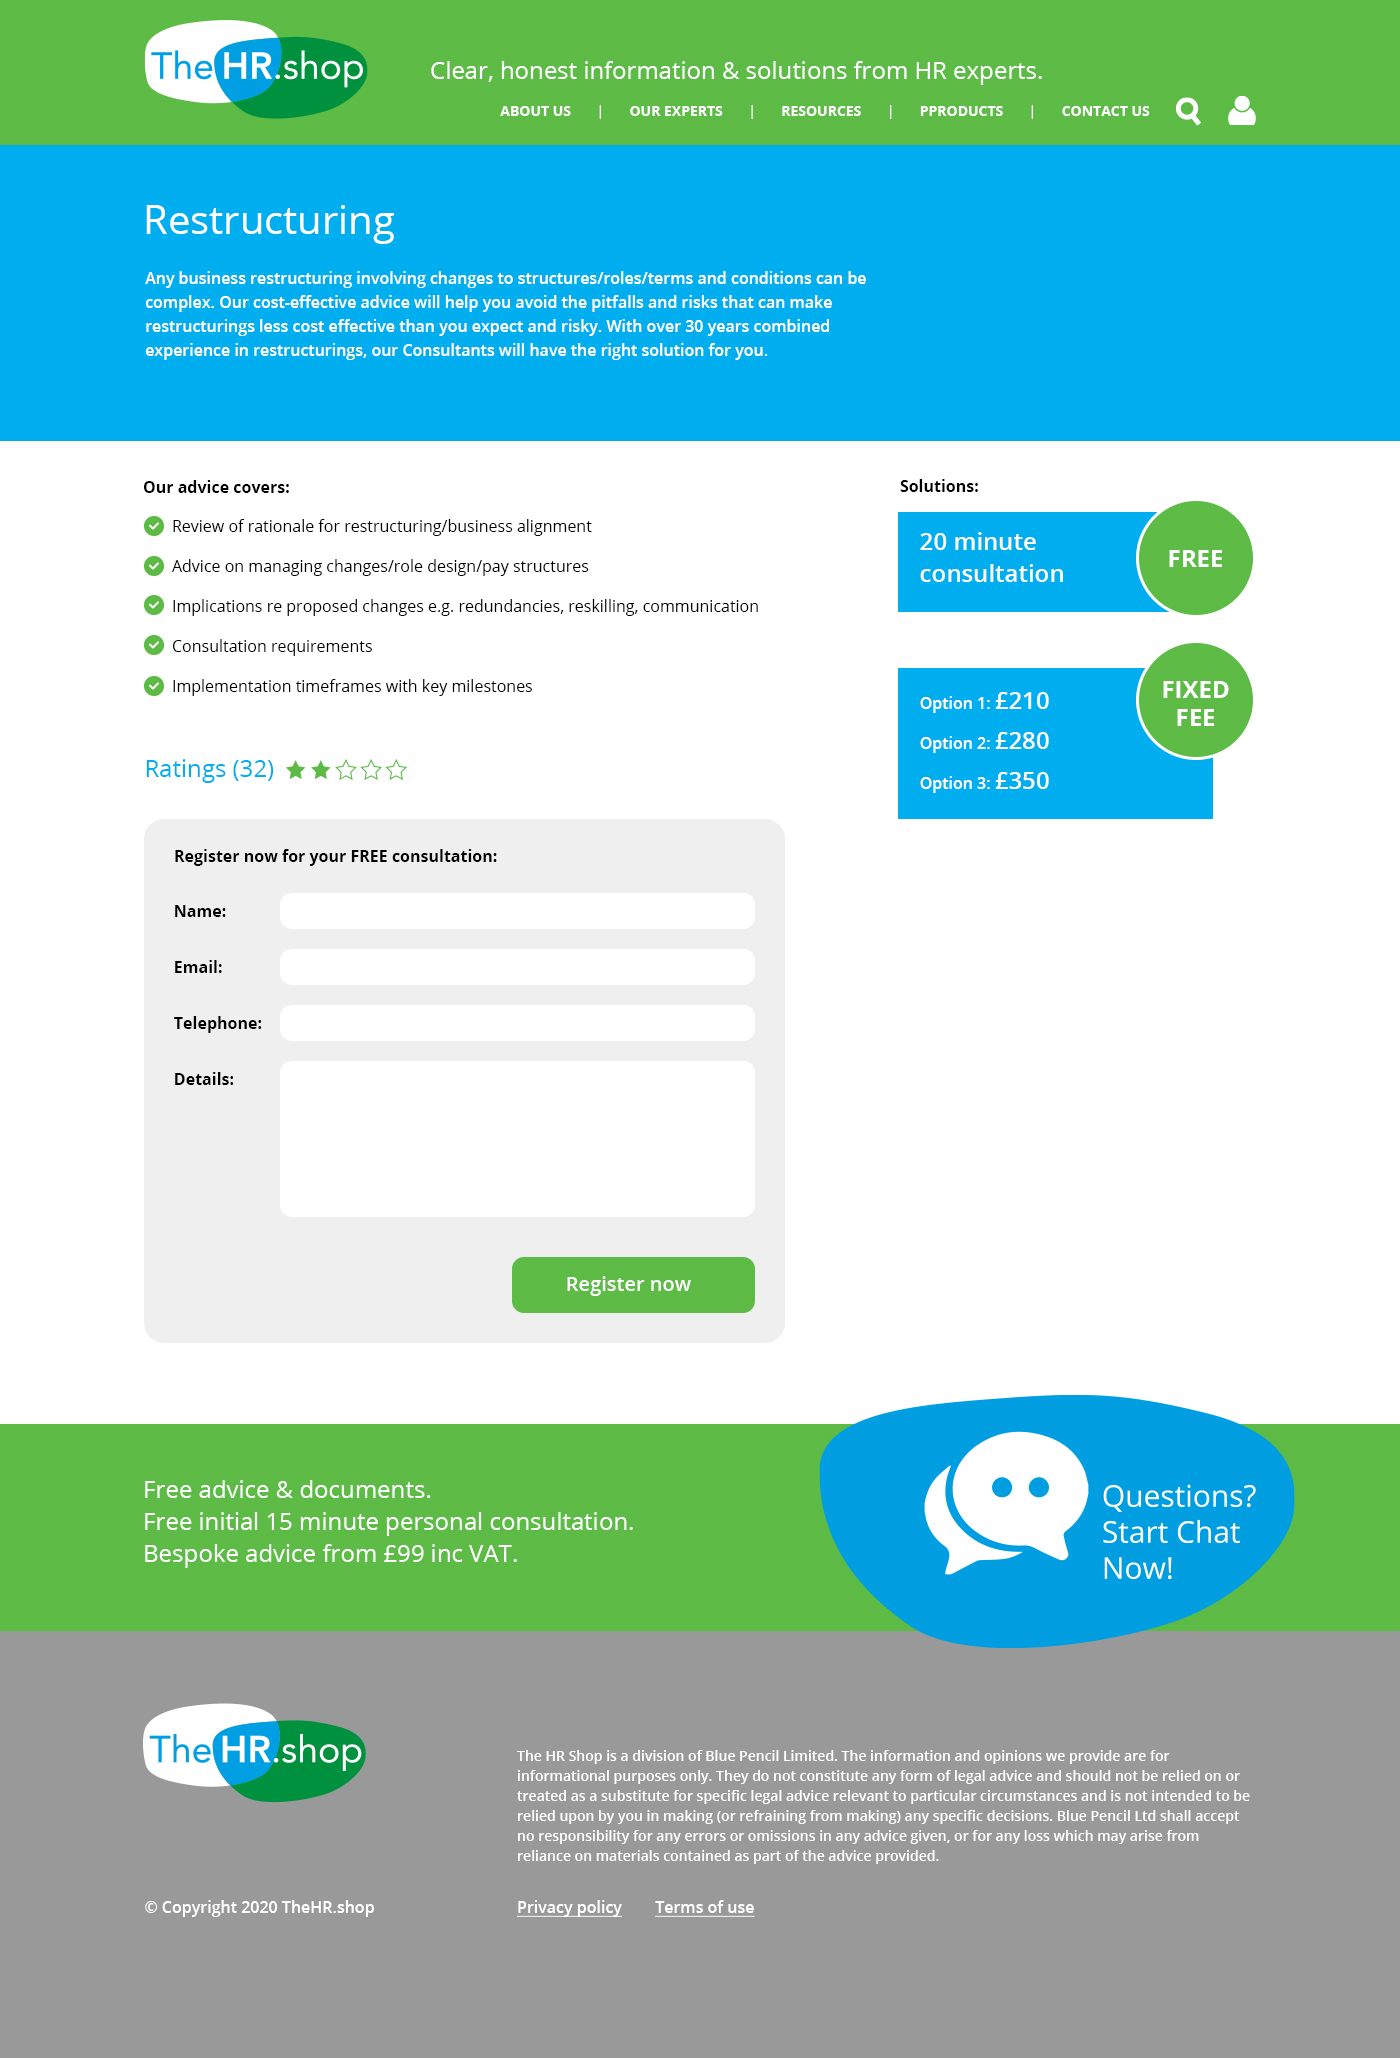 TheHR.shop
Clear, honest information & solutions from HR experts.
ABOUT US | OUR EXPERTS | RESOURCES | PPRODUCTS | CONTACT US
Restructuring
Any business restructuring involving changes to structures/roles/terms and conditions can be
complex. Our cost-effective advice will help you avoid the pitfalls and risks that can make
restructurings less cost effective than you expect and risky. With over 30 years combined
experience in restructurings, our Consultants will have the right solution for you.
Our advice covers:
Review of rationale for restructuring/business alignment
Advice on managing changes/role design/pay structures
Implications re proposed changes e.g. redundancies, reskilling, communication
Consultation requirements
Implementation timeframes with key milestones
Ratings (32)
Solutions:
20 minute
consultation
FREE
FIXED
FEE
Option 1: £210
Option 2: £280
Option 3: £350
Register now for your FREE consultation:
Name:
Email:
Telephone:
Details:
Register now
Free advice & documents.
Free initial 15 minute personal consultation.
Bespoke advice from £99 inc VAT.
Questions?
Start Chat
Now!
TheHR.shop
The HR Shop is a division of Blue Pencil Limited. The information and opinions we provide are for
informational purposes only. They do not constitute any form of legal advice and should not be relied on or
treated as a substitute for specific legal advice relevant to particular circumstances and is not intended to be
relied upon by you in making (or refraining from making) any specific decisions. Blue Pencil Ltd shall accept
no responsibility for any errors or omissions in any advice given, or for any loss which may arise from
reliance on materials contained as part of the advice provided.
© Copyright 2020 TheHR.shop
Privacy policy Terms of use